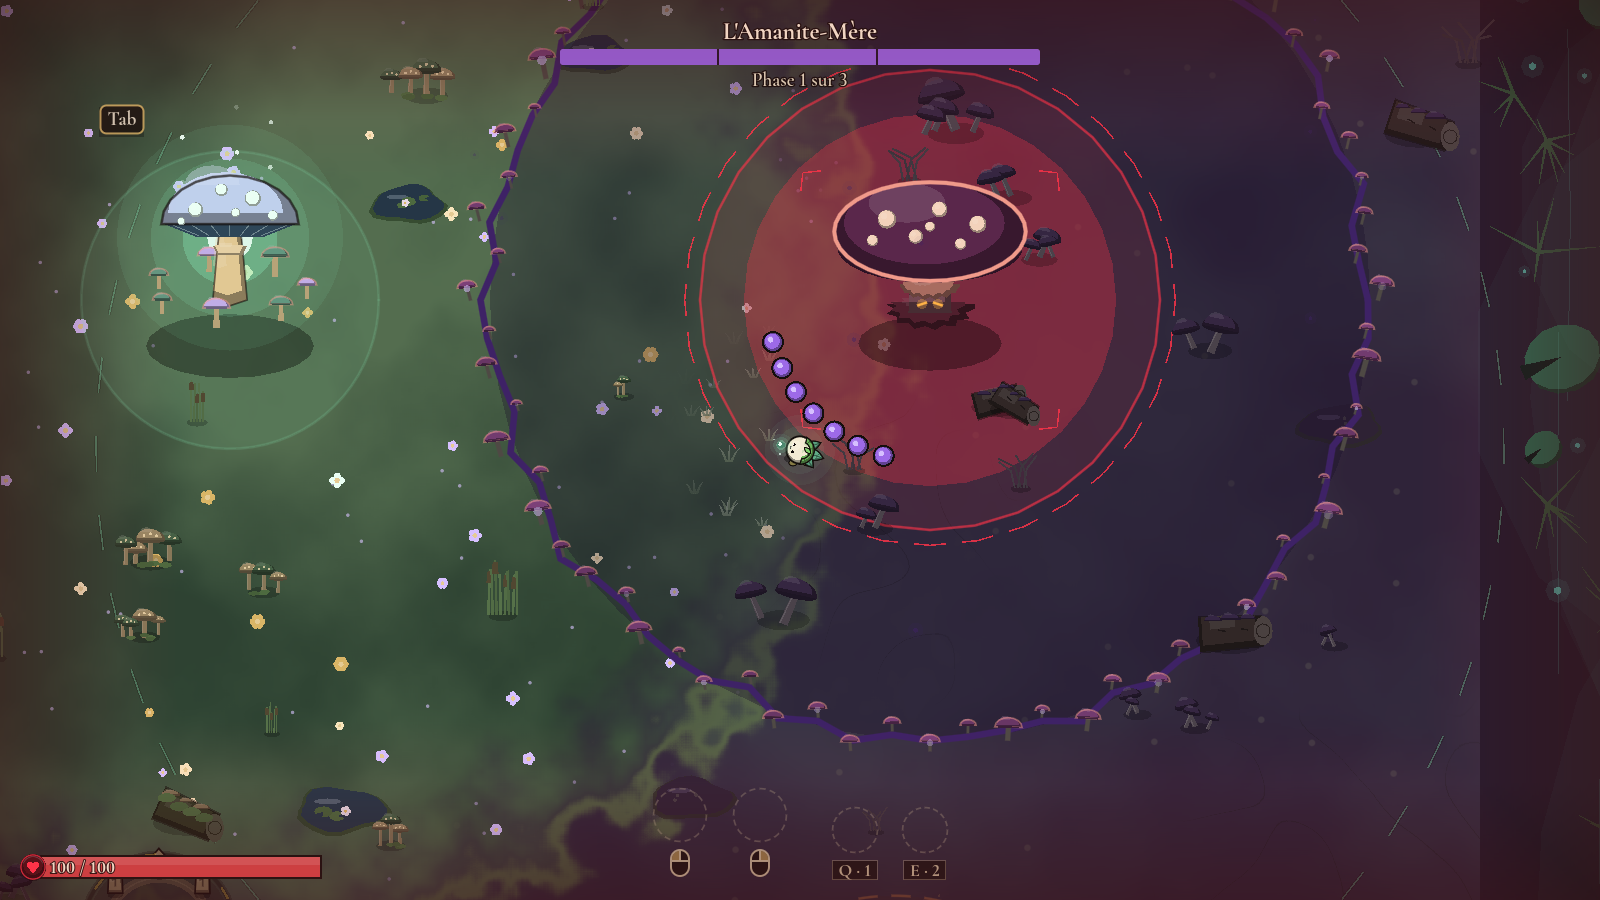 L'Amanite-Mère
Phase 1 sur 3
Tab
100 / 100
Q · 1
E · 2